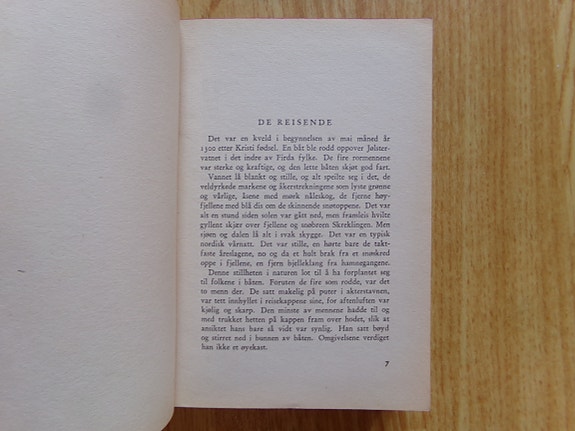 DE REISENDE
Det var en kveld i begynnelsen av mai måned år
1300 etter Kristi fødsel. En båt ble rodd oppover Jølster-
vatnet i det indre av Firda fylke. De fire rormennene
var sterke og kraftige, og den lette båten skjøt god fart.
Vannet lå blankt og stille, og alt speilte seg i det, de
veldyrkede markene og åkerstrekningene som lyste grønne
og vårlige, åsene med mørk nåleskog, de fjerne høy-
fjellene med blå dis om de skinnende snøtoppene. Det var
alt en stund siden solen var gått ned, men framleis hvilte
gyllent skjær over fjellene og snøbreen Skreklingen. Men
sjøen og dalen lå alt i svak skygge. Det var en typisk
nordisk vårnatt. Det var stille, en hørte bare de takt-
faste åreslagene, no og da et hult brak fra et snøskred
oppe i fjellene, en fjern bjelleklang fra hamnegangene.
Denne stillheten i naturen lot til å ha forplantet seg
til folkene i båten. Foruten de fire som rodde, var det
to menn der. De satt makelig på puter i akterstavnen,
var tett innhyllet i reisekappene sine, for aftenluften var
kjølig og skarp. Den minste av mennene hadde til og
med trukket hetten på kappen fram over hodet, slik at
ansiktet hans bare så vidt var synlig. Han satt bøyd
og stirret ned i bunnen av båten. Omgivelsene verdiget
han ikke et øyekast.
7